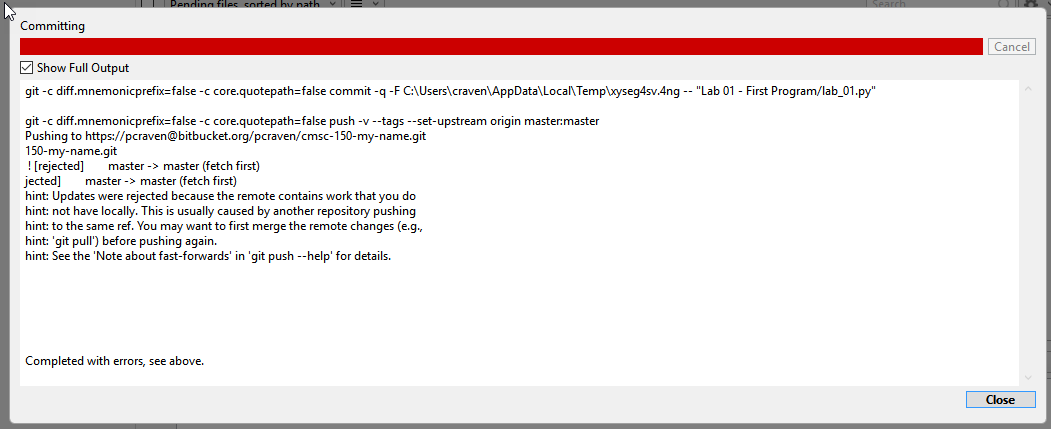 Pending files, sorted by path
Search
Committing
Cancel
Show Full Output
git -c diff.mnemonicprefix=false -c core.quotepath=false commit -q -F C:\Users\craven\AppData\Local\Temp\xyseg4sv.4ng -- "Lab 01 - First Program/lab_01.py"
git -c diff.mnemonicprefix=false -c core.quotepath=false push -v --tags --set-upstream origin master:master
Pushing to https://pcraven@bitbucket.org/pcraven/cmsc-150-my-name.git
150-my-name.git
! [rejected] master -> master (fetch first)
jected] master -> master (fetch first)
hint: Updates were rejected because the remote contains work that you do
hint: not have locally. This is usually caused by another repository pushing
hint: to the same ref. You may want to first merge the remote changes (e.g.,
hint: 'git pull') before pushing again.
hint: See the 'Note about fast-forwards' in 'git push --help' for details.
Completed with errors, see above.
Close